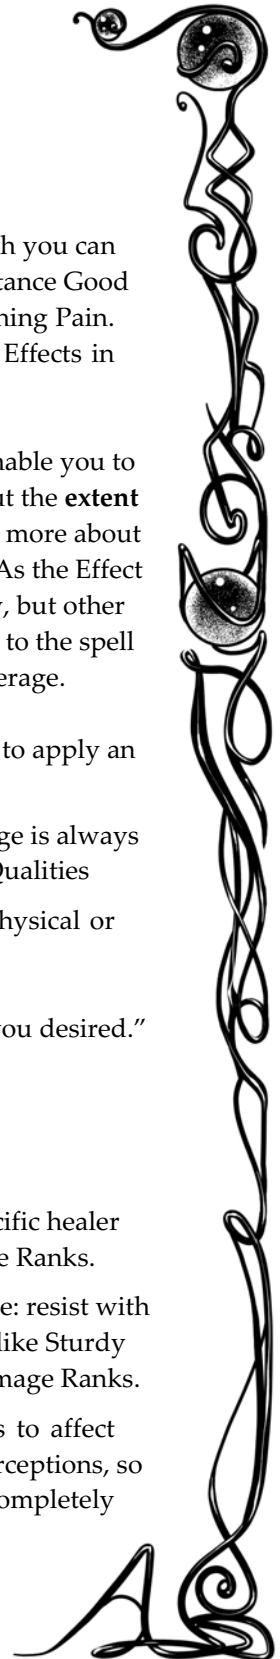 h you can
tance Good
ning Pain.
Effects in
nable you to
ut the extent
more about
As the Effect
, but other
to the spell
erage.
to apply an
ge is always
Qualities
hysical or
you desired.”
cific healer
e Ranks.
e: resist with
like Sturdy
mage Ranks.
s to affect
rceptions, so
ompletely